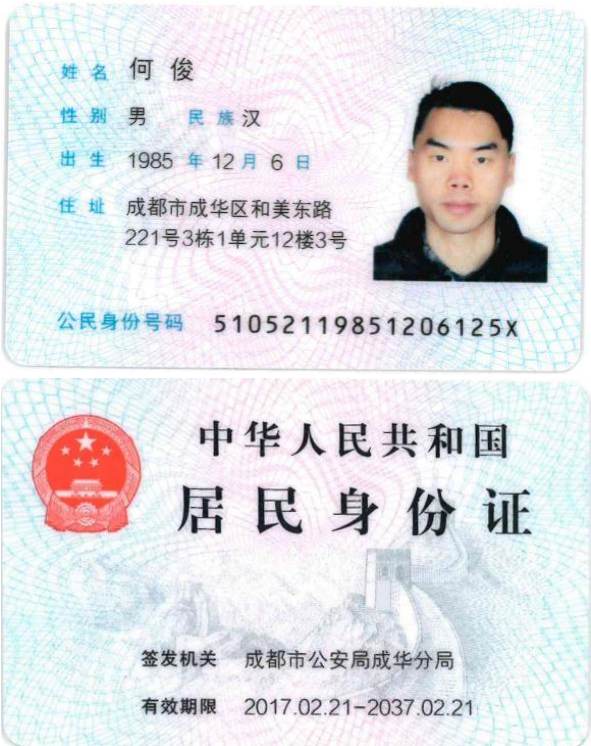 姓名 何俊
性别 男 民族 汉
出生 1985 年 12 月 6 日
住址 成都市成华区和美东路
221号3栋1单元12楼3号
公民身份号码 51052119851206125X
中华人民共和国
居民身份证
签发机关 成都市公安局成华分局
有效期限 2017.02.21-2037.02.21